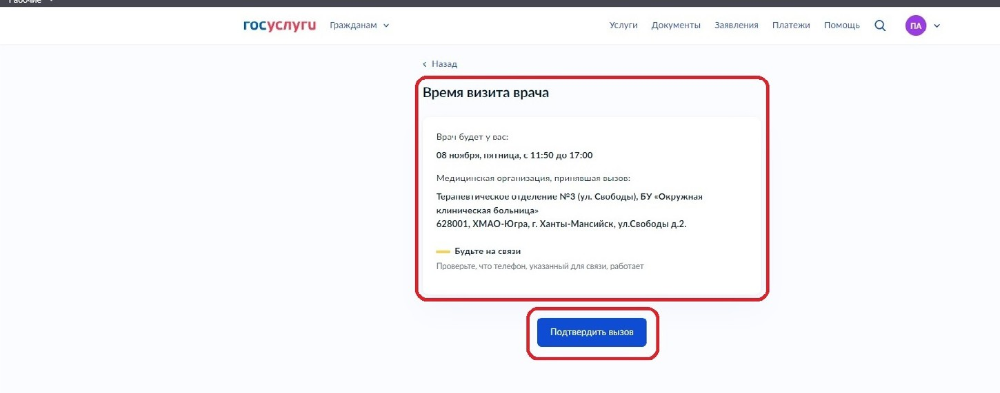 Рабочие
госуслуги Гражданам Услуги Документы Заявления Платежи Помощь ПА
Назад
Время визита врача
Врач будет у вас:
08 ноября, пятница, с 11:50 до 17:00
Медицинская организация, принявшая вызов:
Терапевтическое отделение №3 (ул. Свободы), БУ «Окружная
клиническая больница»
628001, ХМАО-Югра, г. Ханты-Мансийск, ул.Свободы д.2.
Будьте на связи
Проверьте, что телефон, указанный для связи, работает
Подтвердить вызов